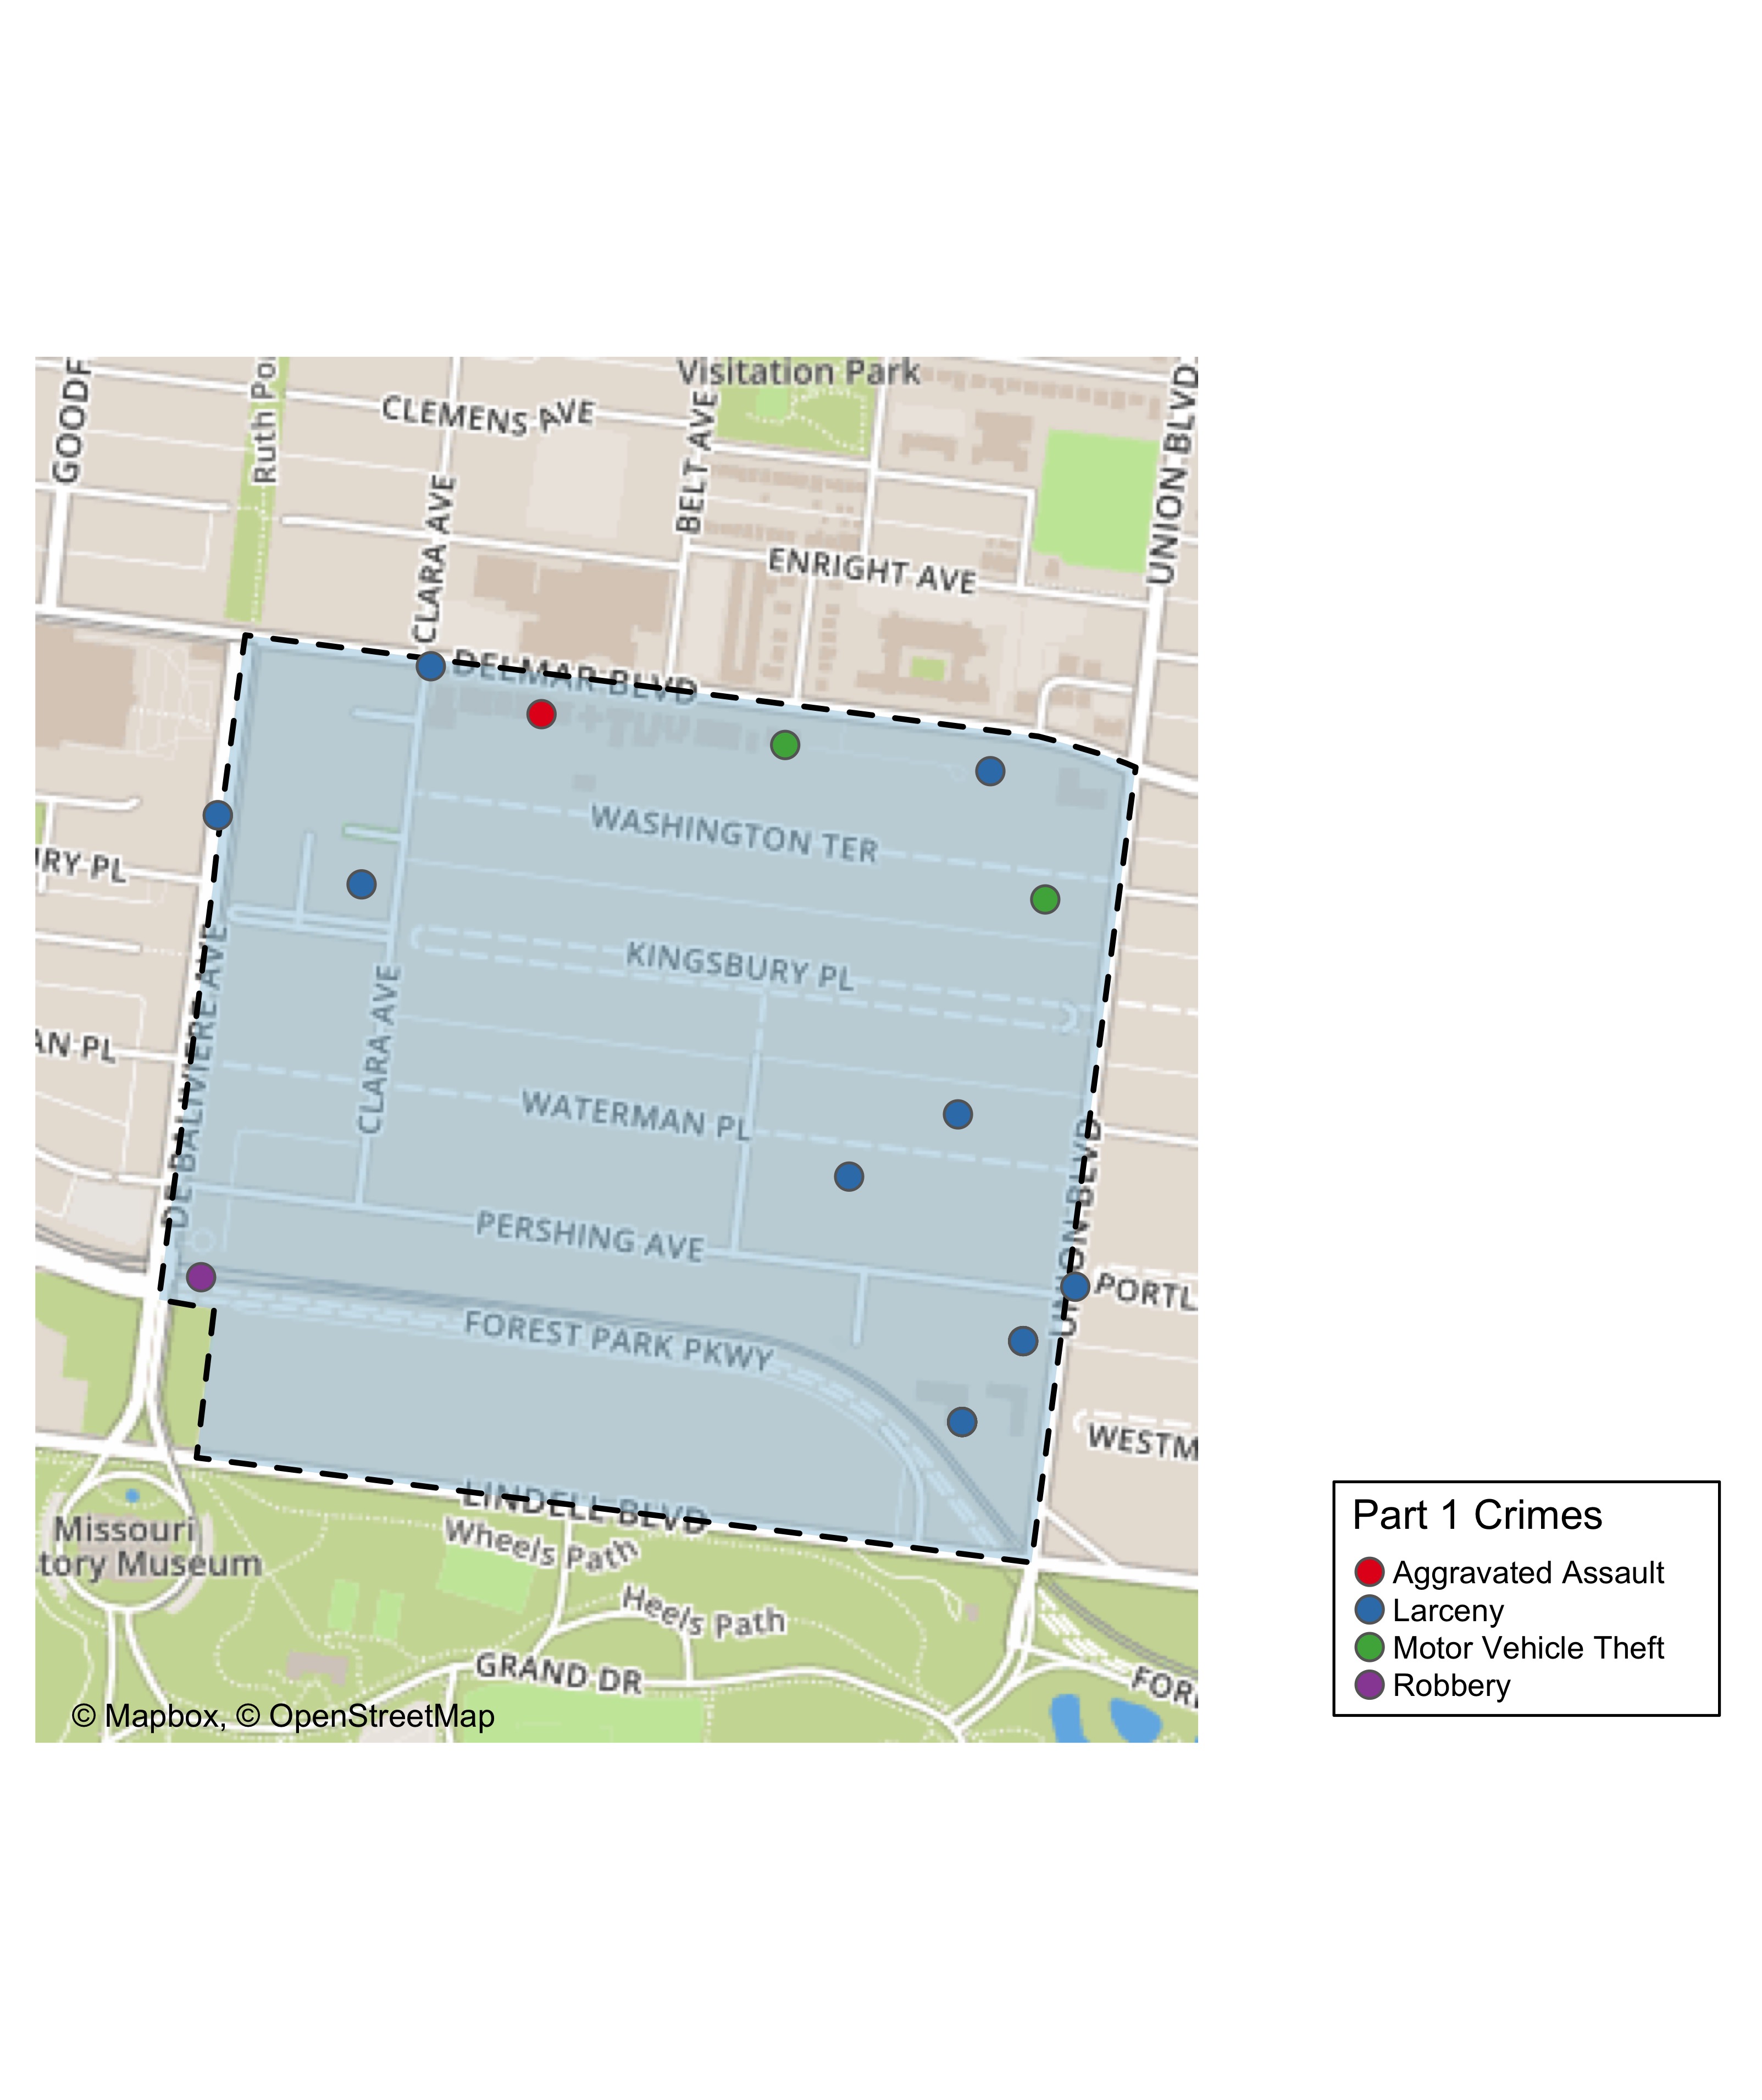 Visitation Park
GOODF
Ruth Po
CLEMENS AVE
BELT AVE
UNION BLVD
CLARA AVE
ENRIGHT AVE
DELMAR BLVD
WASHINGTON TER
URY PL
KINGSBURY PL
DE BALIVIERE AVE
CLARA AVE
AN PL
WATERMAN PL
UNION BLVD
PERSHING AVE
PORTL
FOREST PARK PKWY
WESTM
LINDELL BLVD
Missouri
tory Museum
Wheels Path
Heels Path
GRAND DR
FOR
© Mapbox, © OpenStreetMap
Part 1 Crimes
Aggravated Assault
Larceny
Motor Vehicle Theft
Robbery